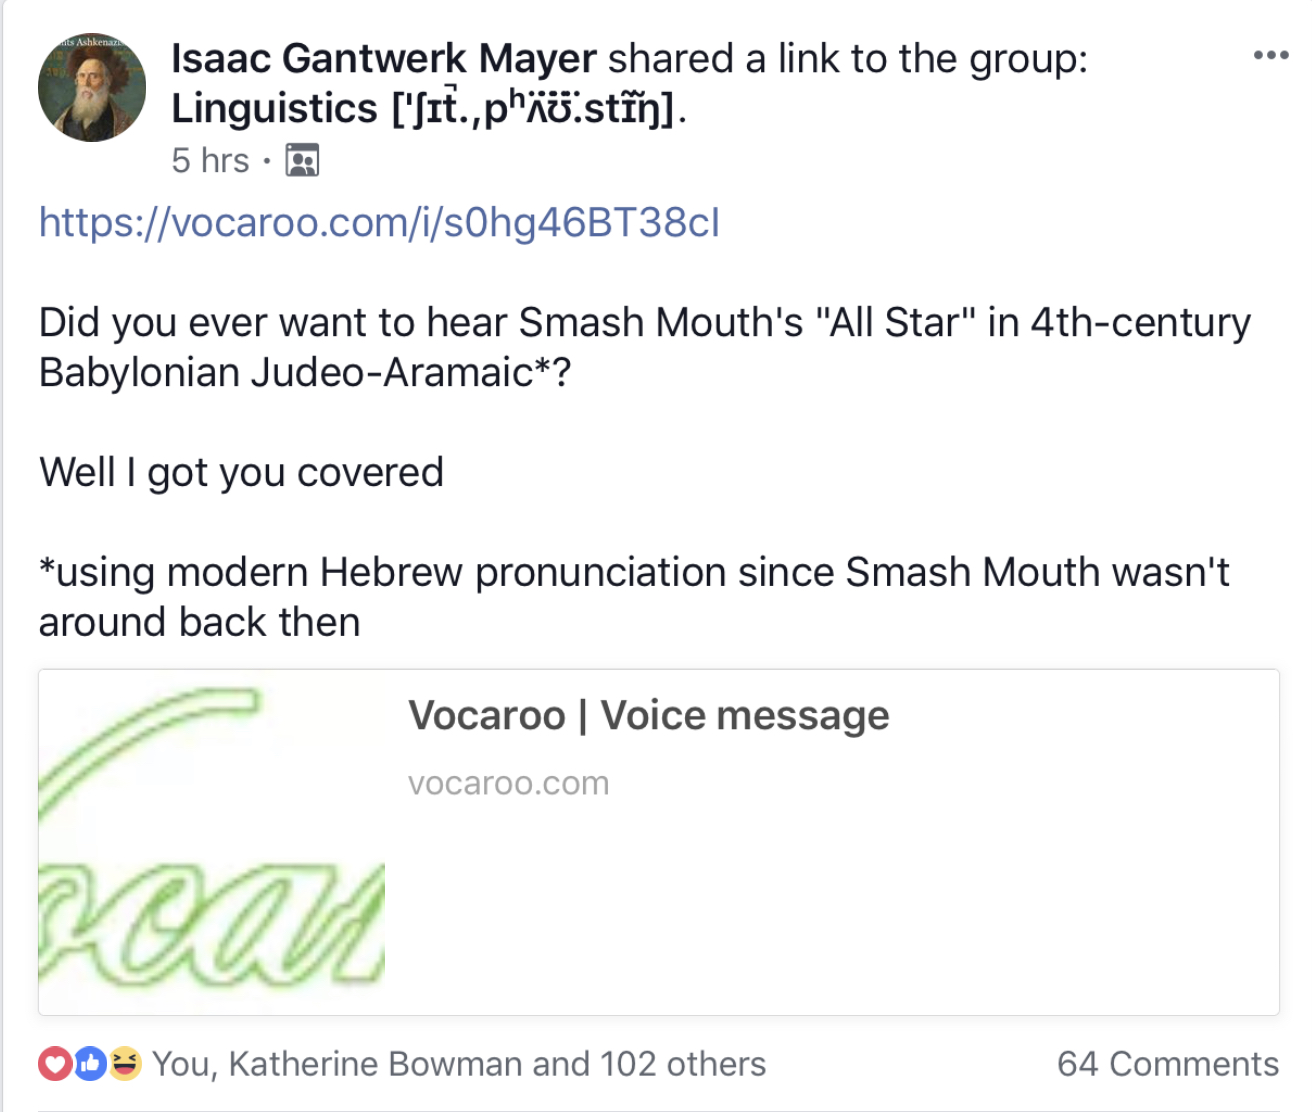 Isaac Gantwerk Mayer shared a link to the group:
Linguistics ['ʃɪt̚.,pʰʌ̈ʊ̈.stɪ̃ŋ̃].
5 hrs ·
https://vocaroo.com/i/s0hg46BT38cl
Did you ever want to hear Smash Mouth's "All Star" in 4th-century
Babylonian Judeo-Aramaic*?
Well I got you covered
*using modern Hebrew pronunciation since Smash Mouth wasn't
around back then
Vocaroo | Voice message
vocaroo.com
You, Katherine Bowman and 102 others
64 Comments